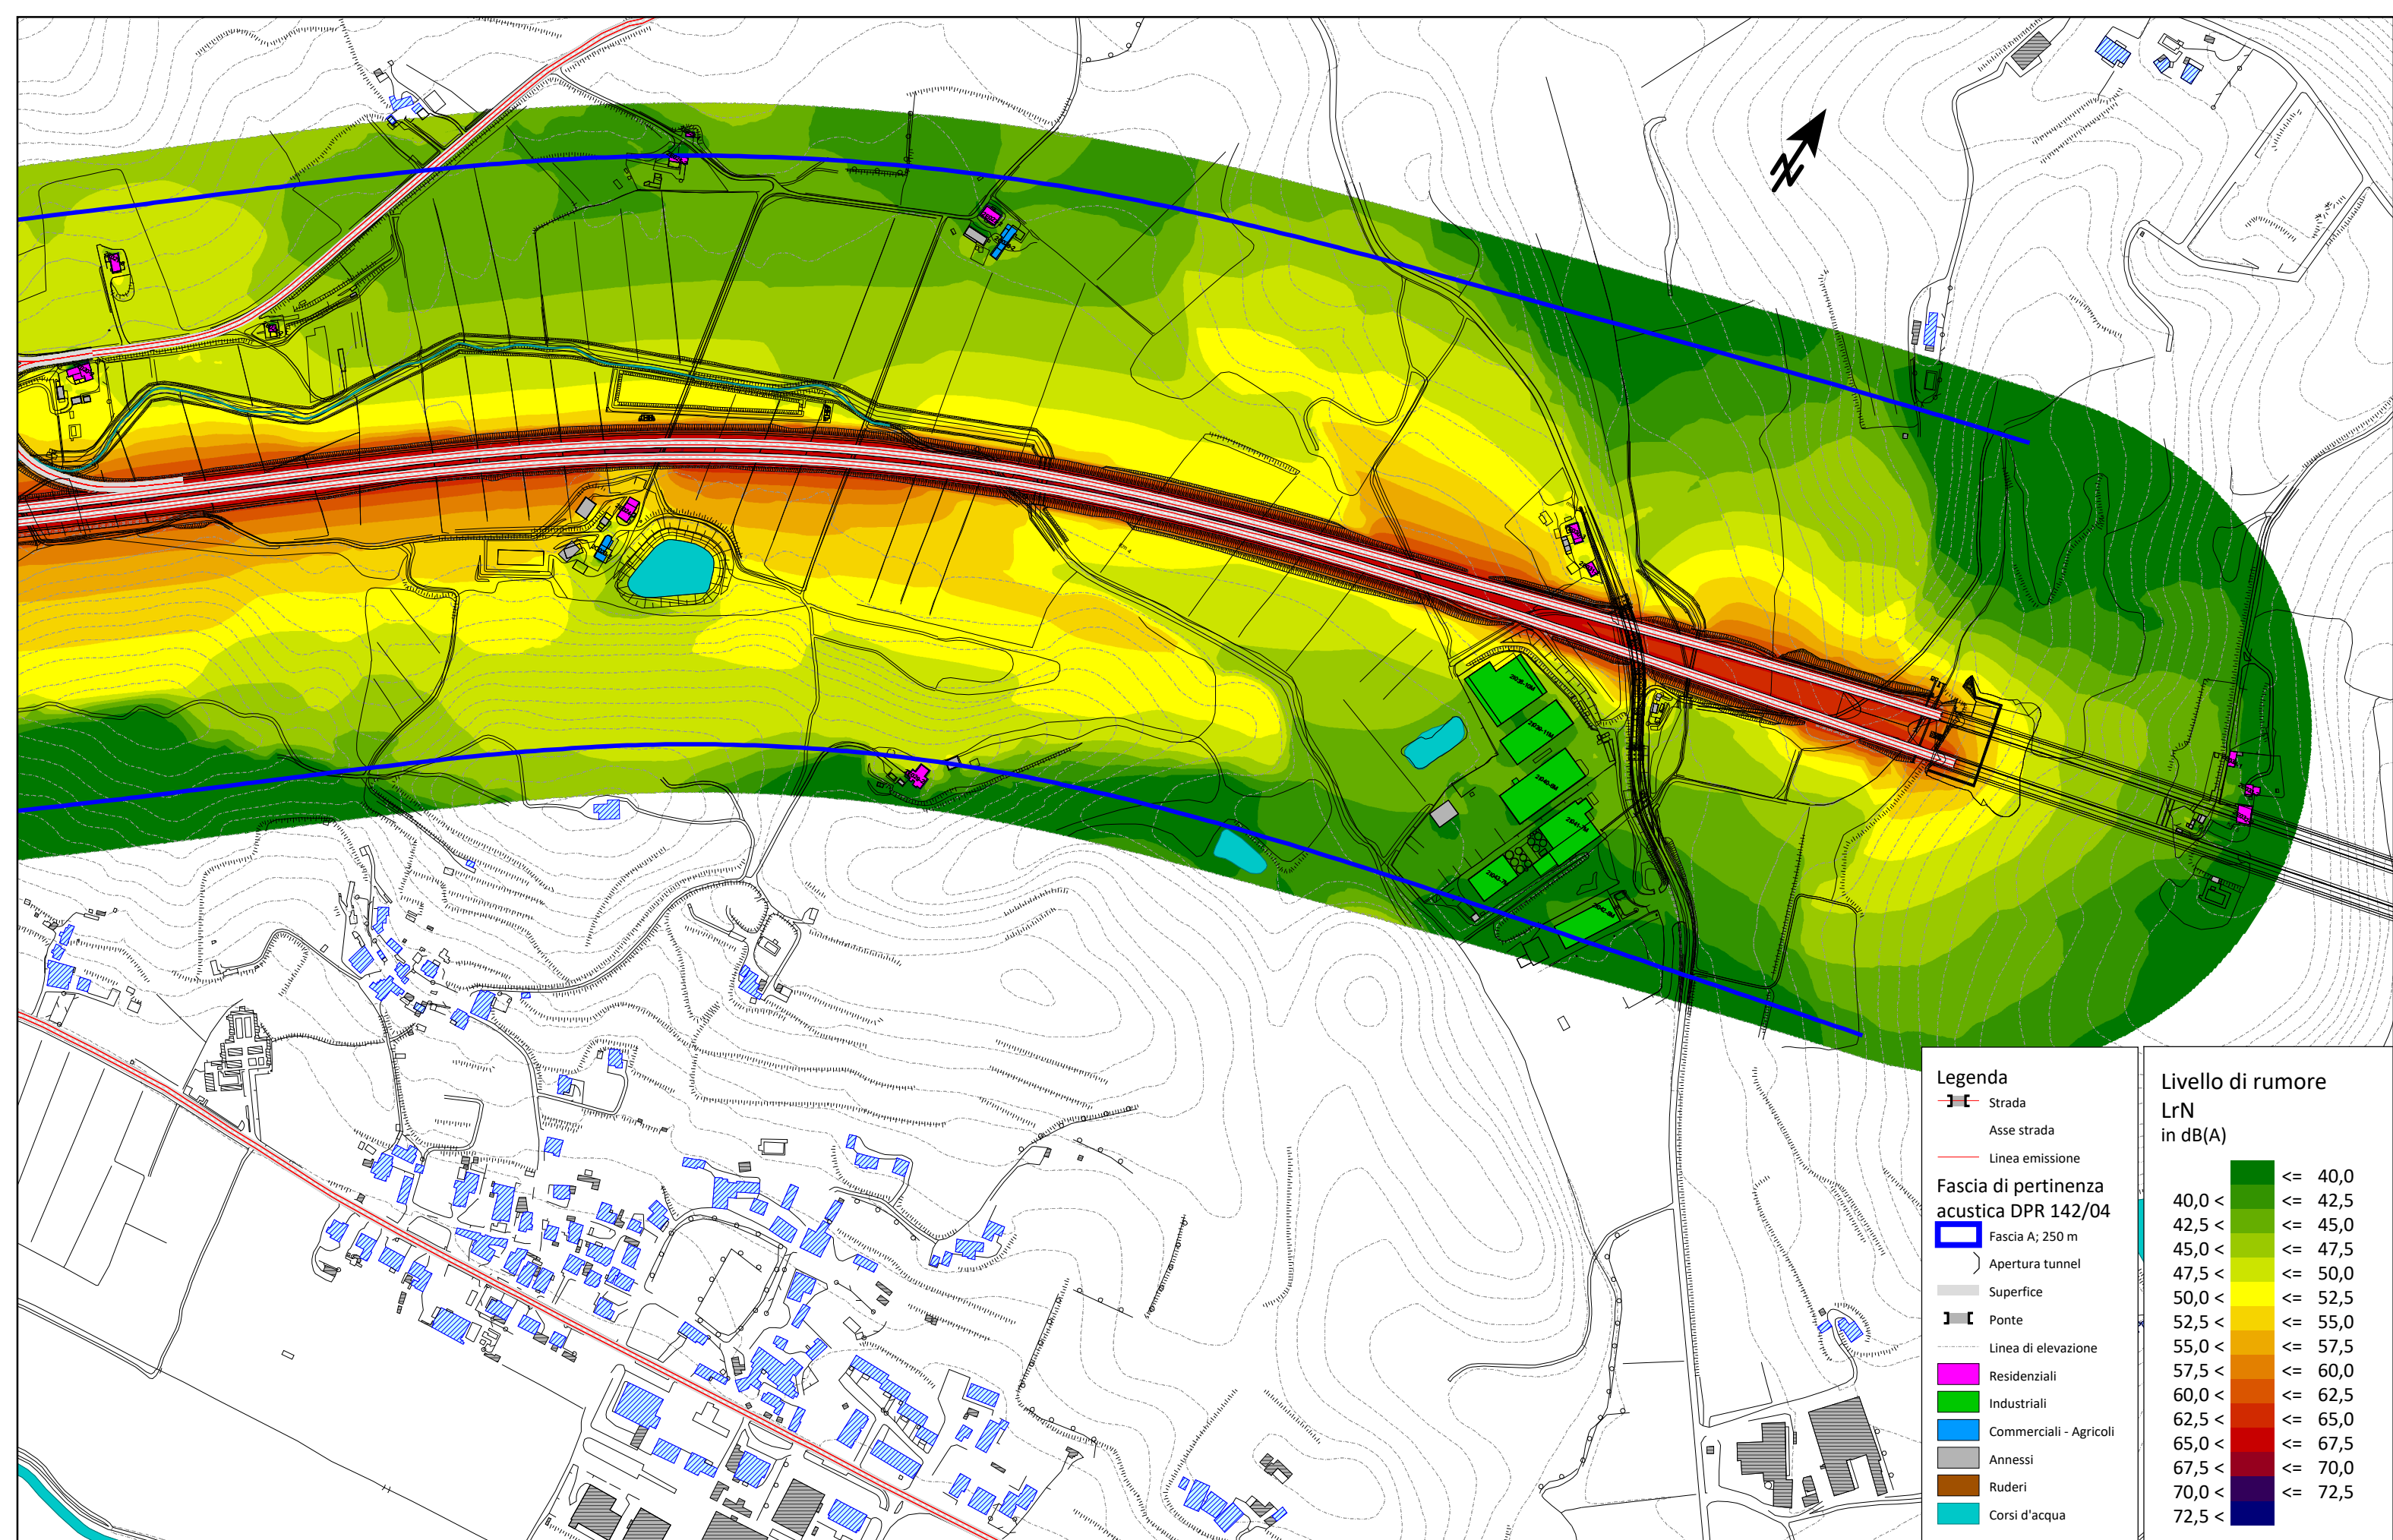 Legenda
Strada
Asse strada
Linea emissione
Fascia di pertinenza
acustica DPR 142/04
Fascia A; 250 m
Apertura tunnel
Superfice
Ponte
Linea di elevazione
Residenziali
Industriali
Commerciali - Agricoli
Annessi
Ruderi
Corsi d'acqua
Livello di rumore
LrN
in dB(A)
<= 40,0
40,0 < <= 42,5
42,5 < <= 45,0
45,0 < <= 47,5
47,5 < <= 50,0
50,0 < <= 52,5
52,5 < <= 55,0
55,0 < <= 57,5
57,5 < <= 60,0
60,0 < <= 62,5
62,5 < <= 65,0
65,0 < <= 67,5
67,5 < <= 70,0
70,0 < <= 72,5
72,5 <